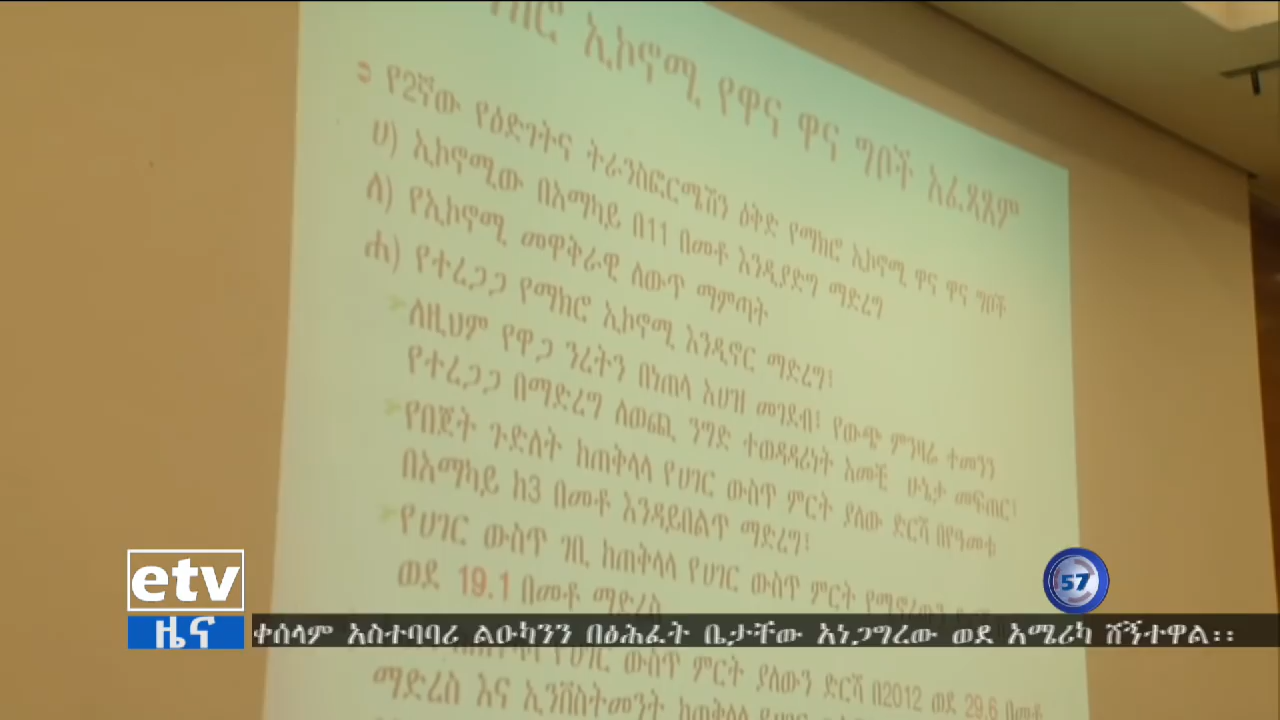 ክሮ ኢኮኖሚ የዋና ዋና ግቦች አፈጻጸም
የ2ኛው የዕድገትና ትራንስፎርሜሽን ዕቅድ የማክሮ ኢኮኖሚ ዋና ዋና ግቦች
ሀ) ኢኮኖሚው በአማካይ በ11 በመቶ እንዲያድግ ማድረግ
ለ) የኢኮኖሚ መዋቅራዊ ለውጥ ማምጣት
ሐ) የተረጋጋ የማክሮ ኢኮኖሚ እንዲኖር ማድረግ፤
ለዚህም የዋጋ ንረትን በነጠላ አህዝ መገደብ፤ የውጭ ምንዛሬ ተመንን
የተረጋጋ በማድረግ ለወጪ ንግድ ተወዳዳሪነት አመቺ ሁኔታ መፍጠር፤
የበጀት ጉድለት ከጠቅላላ የሀገር ውስጥ ምርት ያለው ድርሻ በየዓመቱ
በአማካይ ከ3 በመቶ እንዳይበልጥ ማድረግ፤
የሀገር ውስጥ ገቢ ከጠቅላላ የሀገር ውስጥ ምርት የሚኖረውን
ወደ 19.1 በመቶ ማድረስ
የሀገር ውስጥ ምርት ያለውን ድርሻ በ2012 ወደ 29.6 በመቶ
ማድረስ እና ኢንቨስትመንት ከጠቅላላ
etv
ዜና
57
ቀሰላም አስተባባሪ ልዑካንን በፅሕፈት ቤታቸው አነጋግረው ወደ አሜሪካ ሸኝተዋል፡፡